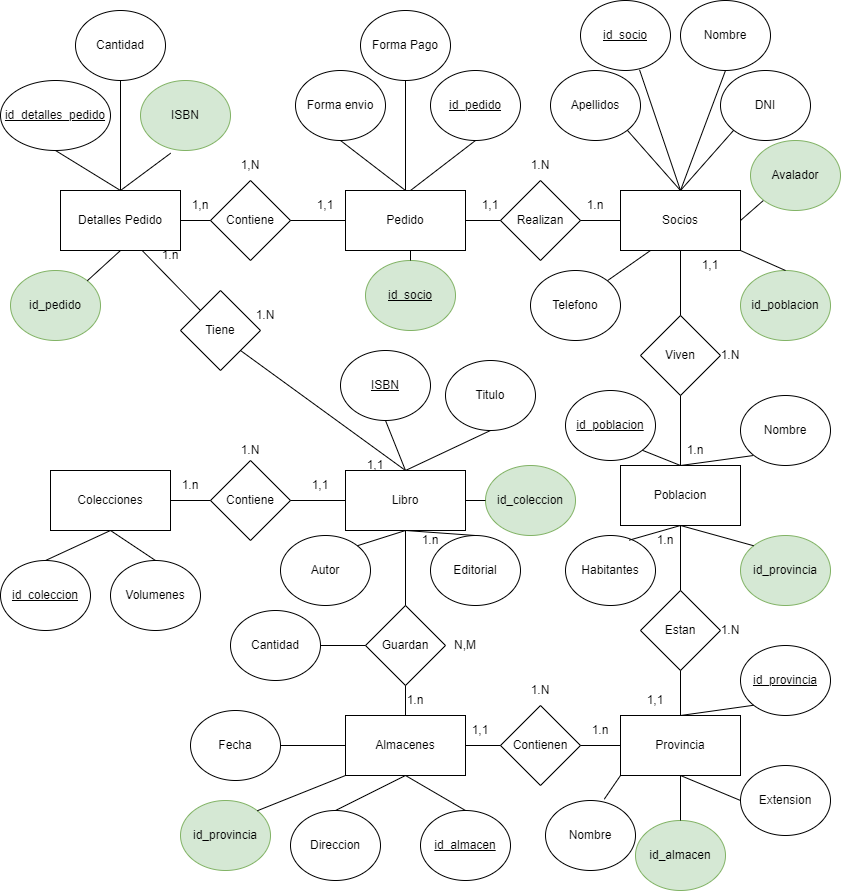 id_socio
Nombre
Cantidad
Forma Pago
Apellidos
DNI
id_detalles_pedido
ISBN
Forma envio
id_pedido
1,N
1.N
Avalador
1,n
1,1
1,1
1.n
Detalles Pedido
Contiene
Pedido
Realizan
Socios
1.n
1,1
id_pedido
id_socio
Telefono
id_poblacion
1.N
Tiene
Viven
1.N
ISBN
Titulo
id_poblacion
Nombre
1.N
1.n
1,1
1.n
1,1
Colecciones
Contiene
Libro
id_coleccion
Poblacion
1.n
1.n
Autor
Editorial
Habitantes
id_provincia
id_coleccion
Volumenes
Estan
1.N
Cantidad
Guardan
N,M
id_provincia
1.N
1.n
1,1
1,1
1.n
Fecha
Almacenes
Contienen
Provincia
Extension
id_provincia
Direccion
id_almacen
Nombre
id_almacen